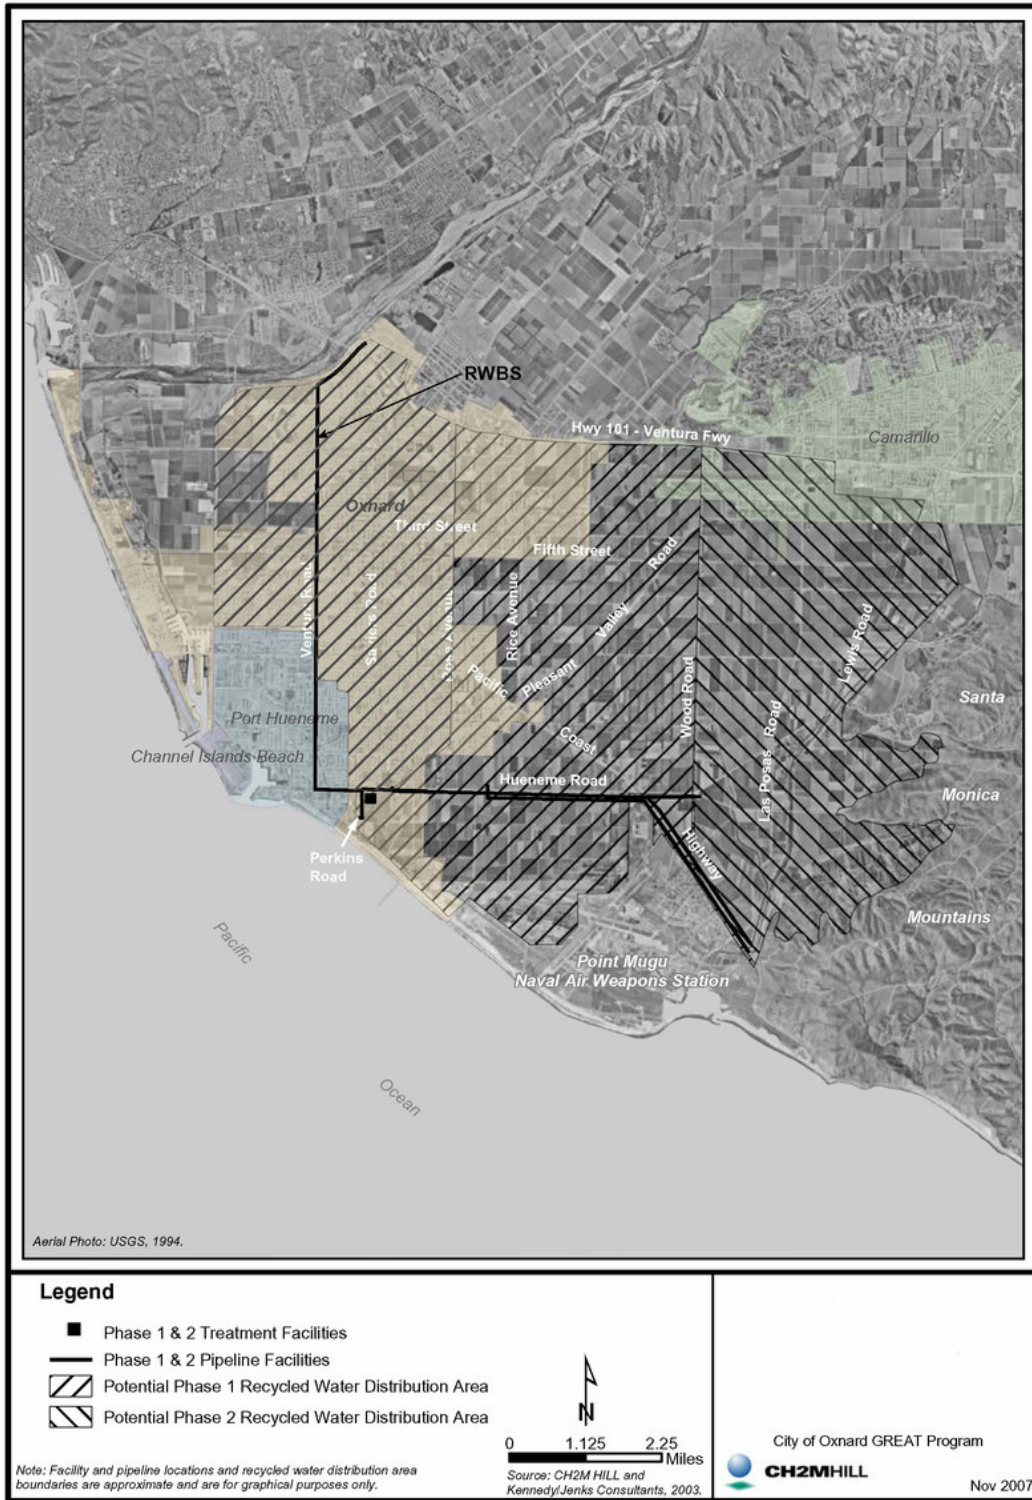 RWBS
Hwy 101 - Ventura Fwy
Camarillo
Oxnard
Third Street
Fifth Street
Ventura Road
Saviers Road
Rice Avenue
Pleasant Valley Road
Wood Road
Lewis Road
Las Posas Road
Pacific Coast Highway
Port Hueneme
Channel Islands Beach
Hueneme Road
Perkins
Road
Santa
Monica
Mountains
Point Mugu
Naval Air Weapons Station
Pacific
Ocean
Aerial Photo: USGS, 1994.
Legend
Phase 1 & 2 Treatment Facilities
Phase 1 & 2 Pipeline Facilities
Potential Phase 1 Recycled Water Distribution Area
Potential Phase 2 Recycled Water Distribution Area
Note: Facility and pipeline locations and recycled water distribution area
boundaries are approximate and are for graphical purposes only.
N
0 1.125 2.25
Miles
Source: CH2M HILL and
Kennedy/Jenks Consultants, 2003.
City of Oxnard GREAT Program
CH2MHILL
Nov 2007